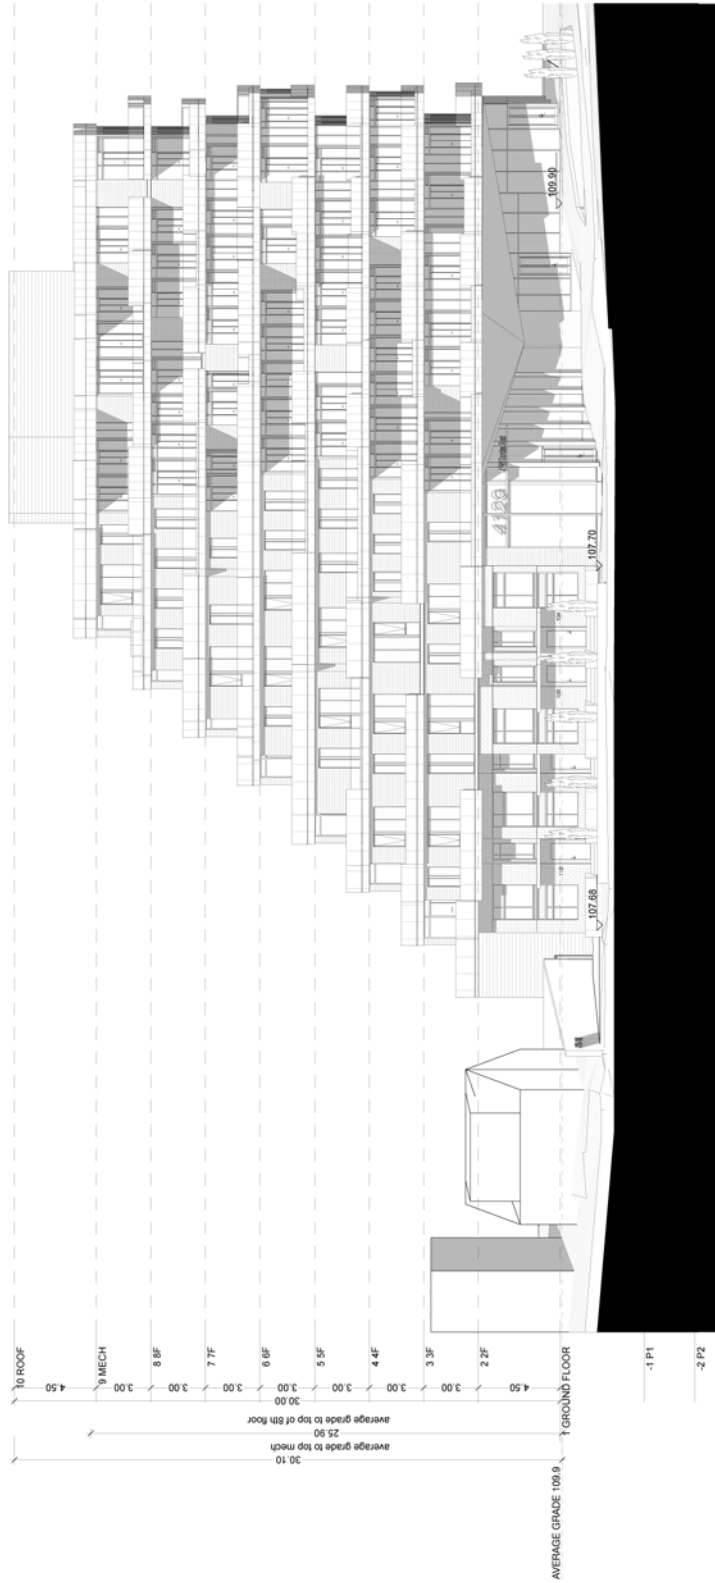 10 ROOF
9 MECH
8 8F
7 7F
6 6F
5 5F
4 4F
3 3F
2 2F
1 GROUND FLOOR
-1 P1
-2 P2
4.50
3.00
3.00
3.00
3.00
3.00
3.00
3.00
4.50
30.00
average grade to top of 8th floor
25.90
average grade to top mech
30.10
AVERAGE GRADE 109.9
107.68
107.70
109.90
4120